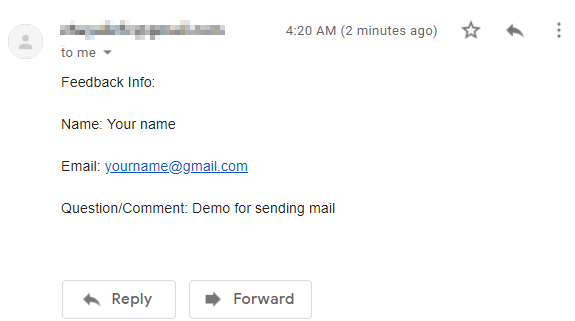 4:20 AM (2 minutes ago)
to me
Feedback Info:
Name: Your name
Email: yourname@gmail.com
Question/Comment: Demo for sending mail
Reply
Forward